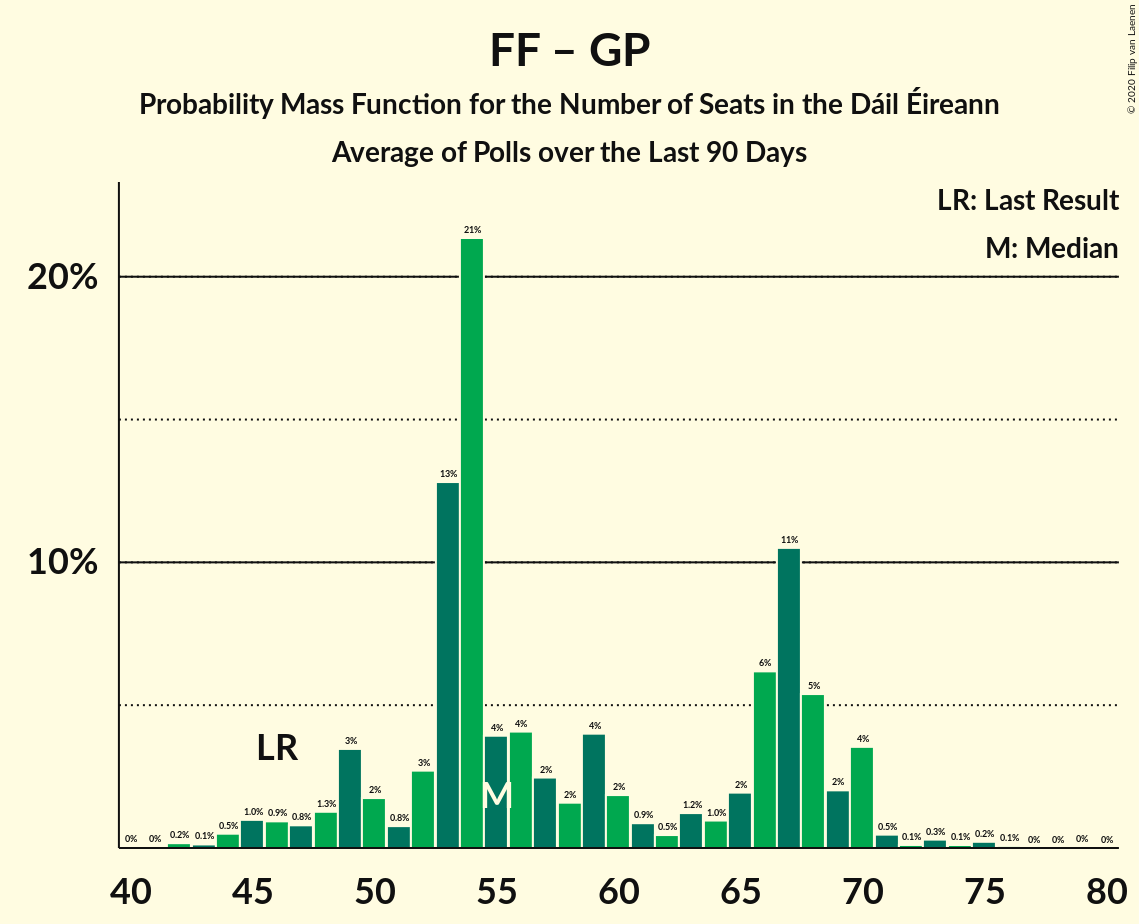 © 2020 Filip van Laenen
FF – GP
Probability Mass Function for the Number of Seats in the Dáil Éireann
Average of Polls over the Last 90 Days
LR: Last Result
M: Median
20%
10%
0% 0% 0.2% 0.1% 0.5% 1.0% 0.9% 0.8% 1.3% 3% 2% 0.8% 3% 13% 21% 4% 4% 2% 2% 4% 2% 0.9% 0.5% 1.2% 1.0% 2% 6% 11% 5% 2% 4% 0.5% 0.1% 0.3% 0.1% 0.2% 0.1% 0% 0% 0% 0%
LR
M
40 45 50 55 60 65 70 75 80